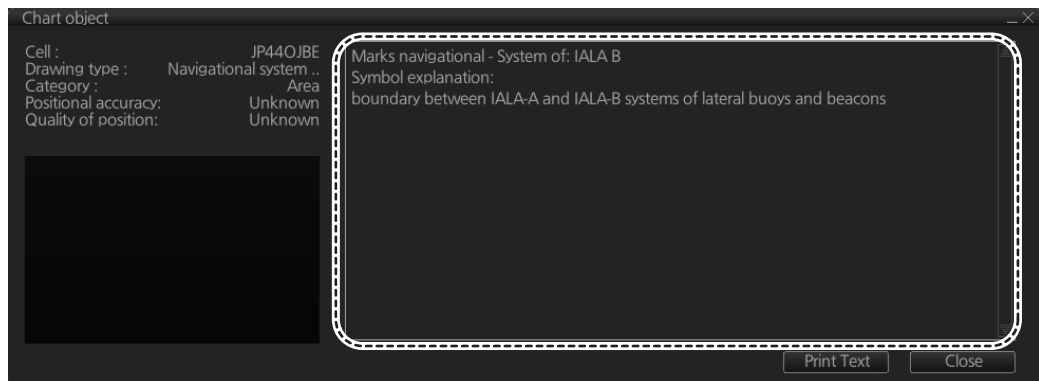 Chart object
Cell : JP44OJBE
Drawing type : Navigational system ..
Category : Area
Positional accuracy: Unknown
Quality of position: Unknown
Marks navigational - System of: IALA B
Symbol explanation:
boundary between IALA-A and IALA-B systems of lateral buoys and beacons
Print Text
Close